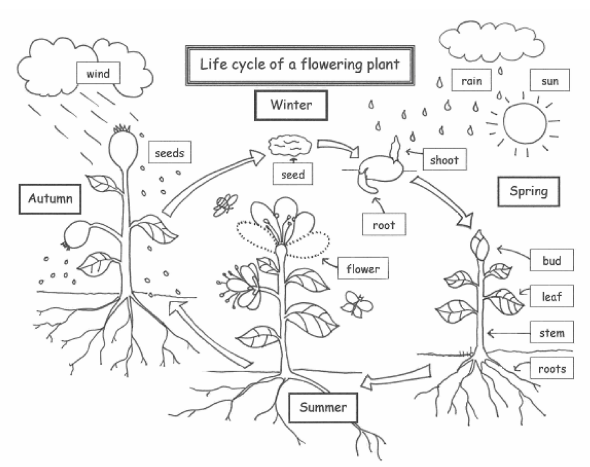 Life cycle of a flowering plant
wind
rain
sun
Winter
seeds
seed
shoot
Autumn
Spring
root
flower
bud
leaf
stem
roots
Summer